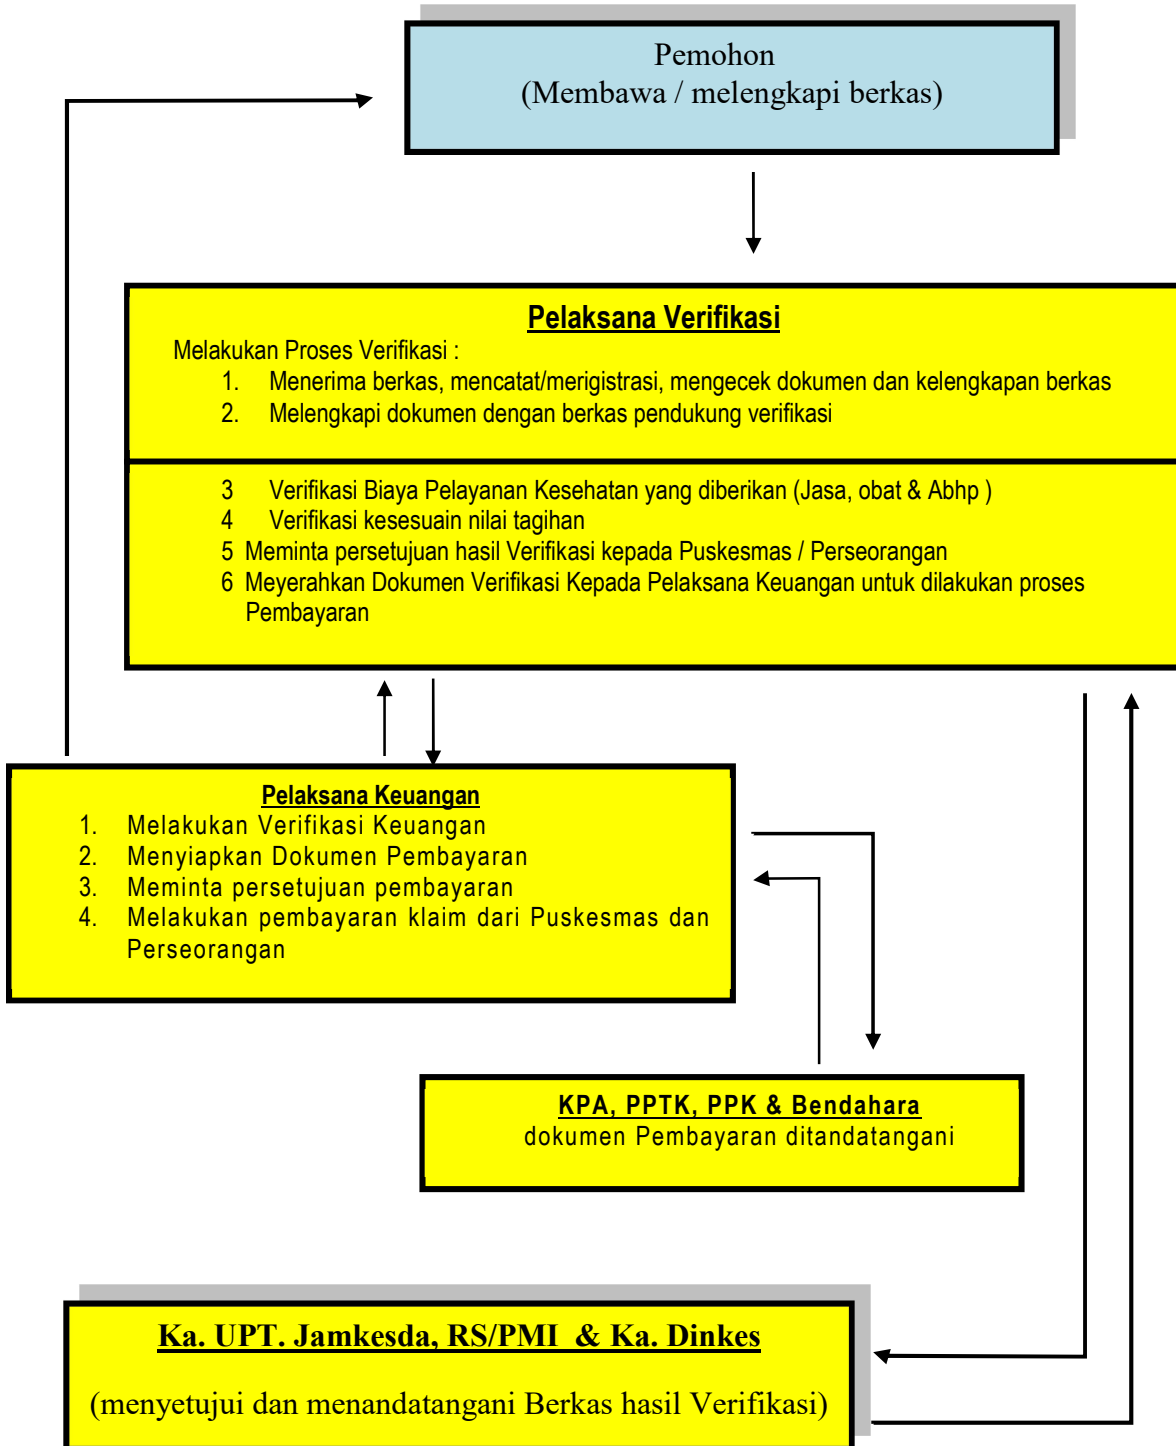 Pemohon
(Membawa / melengkapi berkas)
Pelaksana Verifikasi
Melakukan Proses Verifikasi :
1. Menerima berkas, mencatat/merigistrasi, mengecek dokumen dan kelengkapan berkas
2. Melengkapi dokumen dengan berkas pendukung verifikasi
3 Verifikasi Biaya Pelayanan Kesehatan yang diberikan (Jasa, obat & Abhp )
4 Verifikasi kesesuain nilai tagihan
5 Meminta persetujuan hasil Verifikasi kepada Puskesmas / Perseorangan
6 Meyerahkan Dokumen Verifikasi Kepada Pelaksana Keuangan untuk dilakukan proses
Pembayaran
Pelaksana Keuangan
1. Melakukan Verifikasi Keuangan
2. Menyiapkan Dokumen Pembayaran
3. Meminta persetujuan pembayaran
4. Melakukan pembayaran klaim dari Puskesmas dan
Perseorangan
KPA, PPTK, PPK & Bendahara
dokumen Pembayaran ditandatangani
Ka. UPT. Jamkesda, RS/PMI & Ka. Dinkes
(menyetujui dan menandatangani Berkas hasil Verifikasi)